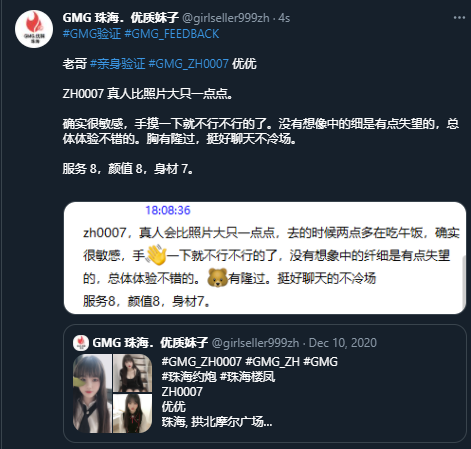 GMG 珠海．优质妹子 @girlseller999zh · 4s
#GMG验证 #GMG_FEEDBACK
老哥 #亲身验证 #GMG_ZH0007 优优
ZH0007 真人比照片大只一点点。
确实很敏感，手摸一下就不行不行的了。没有想像中的细是有点失望的，总
体体验不错的。胸有隆过，挺好聊天不冷场。
服务 8，颜值 8，身材 7。
18:08:36
zh0007，真人会比照片大只一点点，去的时候两点多在吃午饭，确实
很敏感，手👋一下就不行不行的了，没有想象中的纤细是有点失望
的，总体体验不错的。🐻有隆过。挺好聊天的不冷场
服务8，颜值8，身材7。
GMG 珠海．优质妹子 @girlseller999zh · Dec 10, 2020
#GMG_ZH0007 #GMG_ZH #GMG
#珠海约炮 #珠海楼凤
ZH0007
优优
珠海, 拱北摩尔广场...